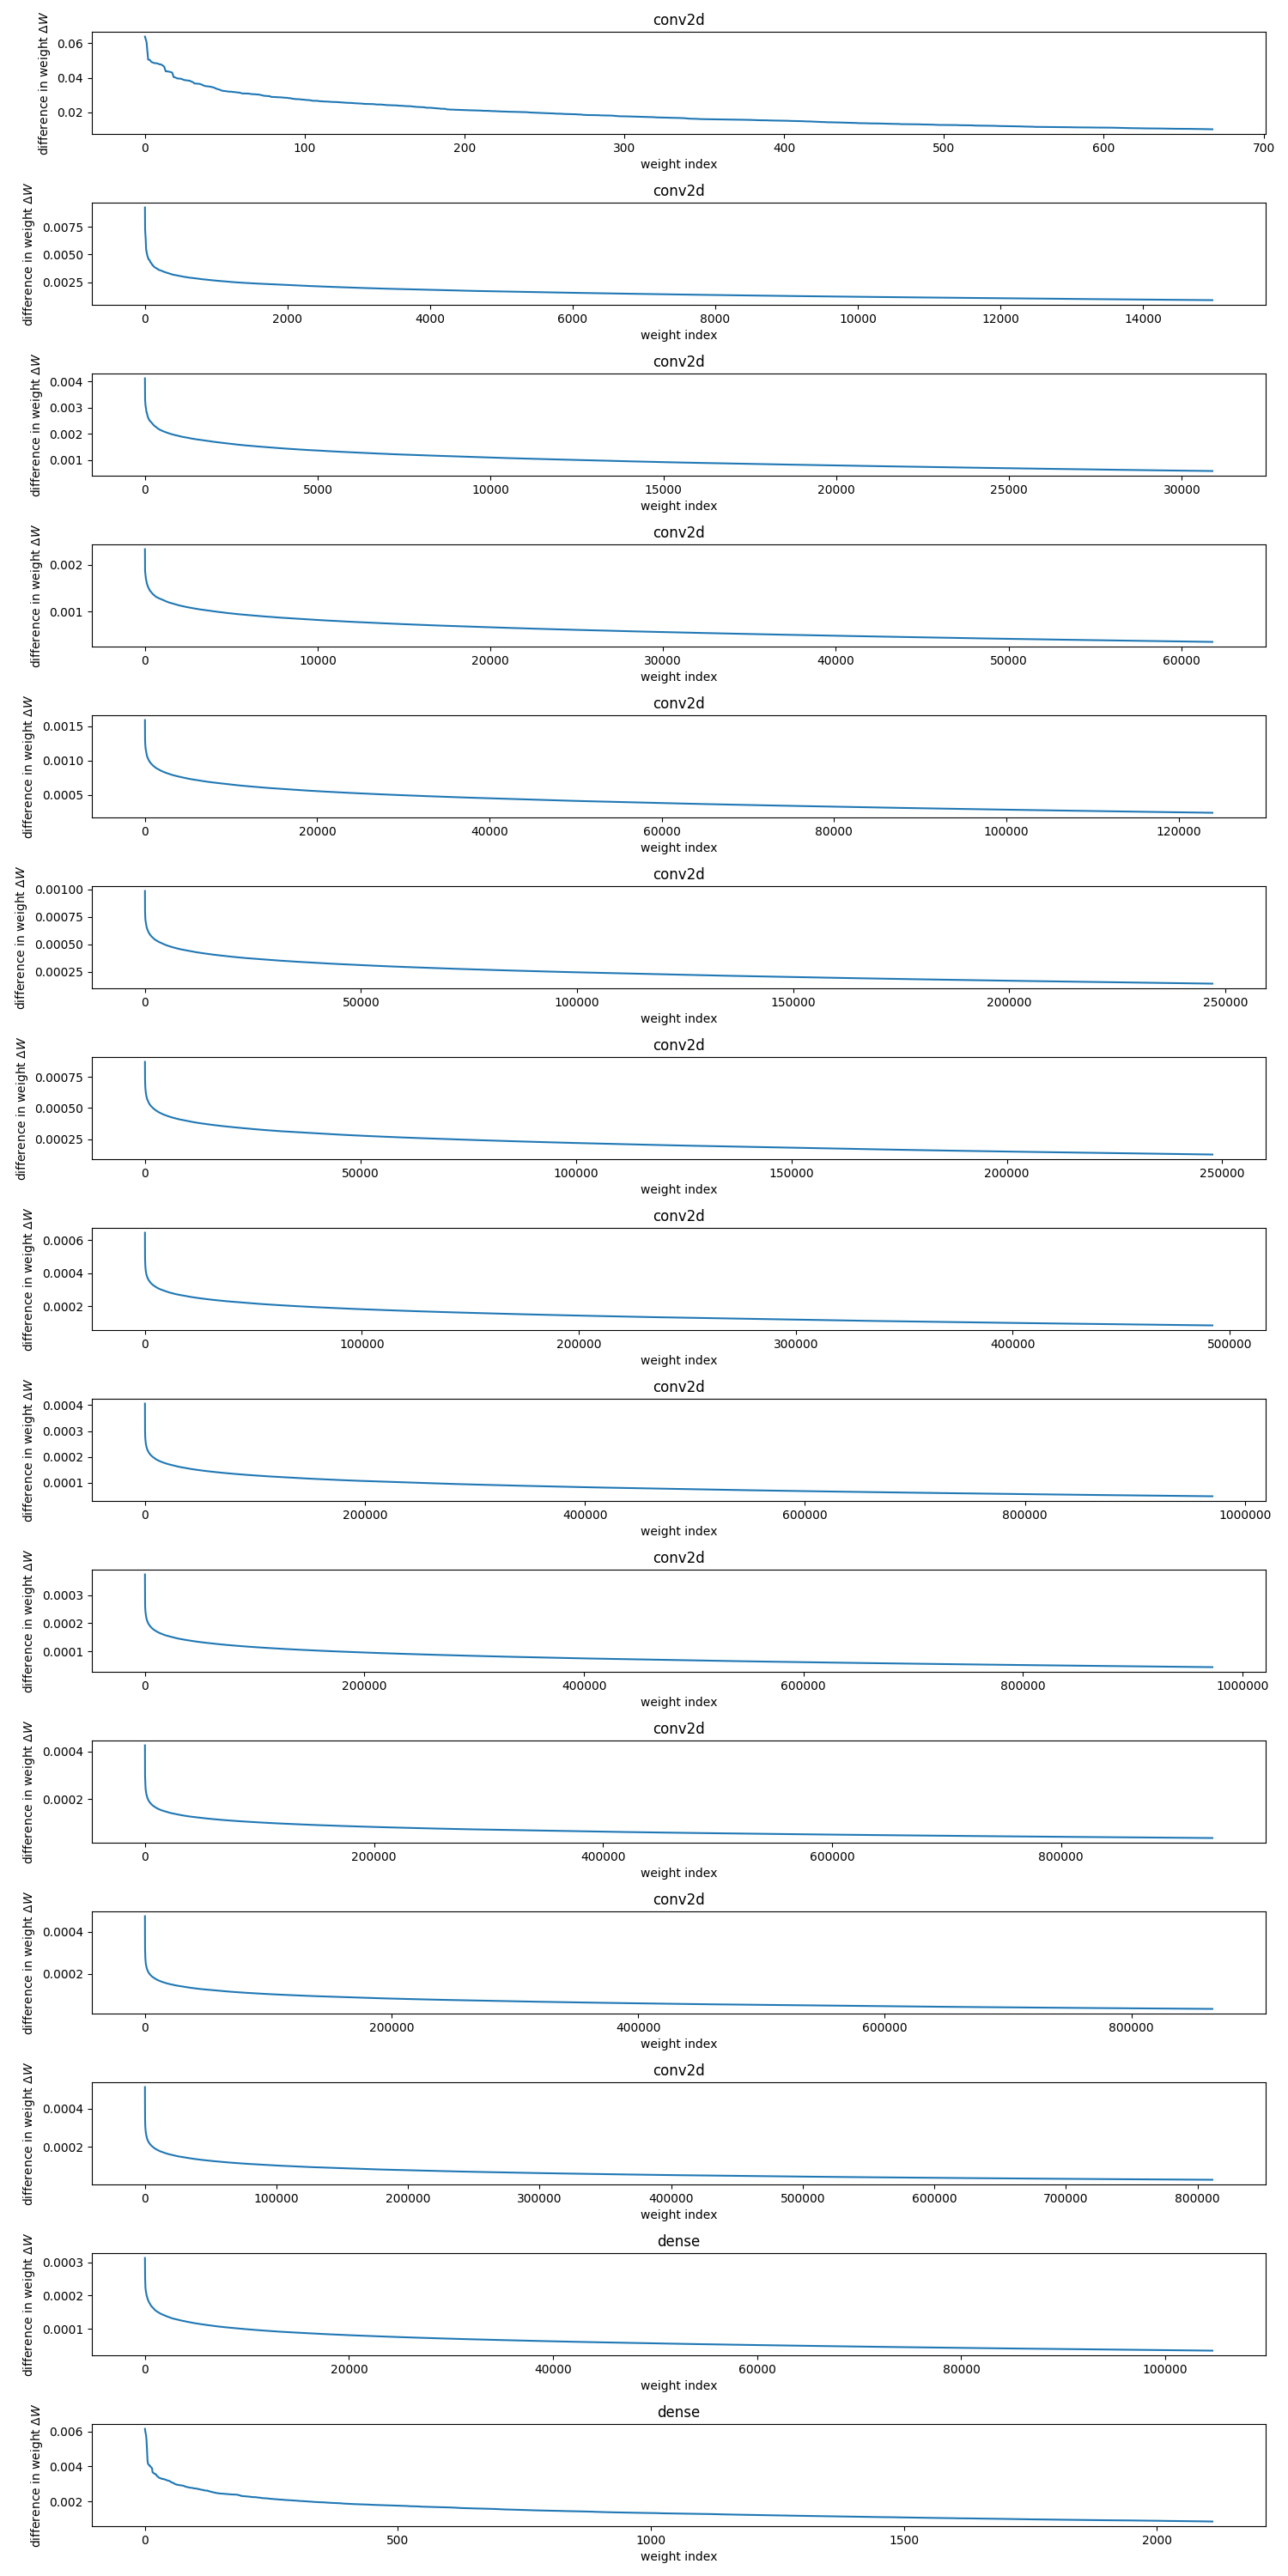 conv2d
difference in weight ΔW
0.06
0.04
0.02
0 100 200 300 400 500 600 700
weight index
conv2d
difference in weight ΔW
0.0075
0.0050
0.0025
0 2000 4000 6000 8000 10000 12000 14000
weight index
conv2d
difference in weight ΔW
0.004
0.003
0.002
0.001
0 5000 10000 15000 20000 25000 30000
weight index
conv2d
difference in weight ΔW
0.002
0.001
0 10000 20000 30000 40000 50000 60000
weight index
conv2d
difference in weight ΔW
0.0015
0.0010
0.0005
0 20000 40000 60000 80000 100000 120000
weight index
conv2d
difference in weight ΔW
0.00100
0.00075
0.00050
0.00025
0 50000 100000 150000 200000 250000
weight index
conv2d
difference in weight ΔW
0.00075
0.00050
0.00025
0 50000 100000 150000 200000 250000
weight index
conv2d
difference in weight ΔW
0.0006
0.0004
0.0002
0 100000 200000 300000 400000 500000
weight index
conv2d
difference in weight ΔW
0.0004
0.0003
0.0002
0.0001
0 200000 400000 600000 800000 1000000
weight index
conv2d
difference in weight ΔW
0.0003
0.0002
0.0001
0 200000 400000 600000 800000 1000000
weight index
conv2d
difference in weight ΔW
0.0004
0.0002
0 200000 400000 600000 800000
weight index
conv2d
difference in weight ΔW
0.0004
0.0002
0 200000 400000 600000 800000
weight index
conv2d
difference in weight ΔW
0.0004
0.0002
0 100000 200000 300000 400000 500000 600000 700000 800000
weight index
dense
difference in weight ΔW
0.0003
0.0002
0.0001
0 20000 40000 60000 80000 100000
weight index
dense
difference in weight ΔW
0.006
0.004
0.002
0 500 1000 1500 2000
weight index